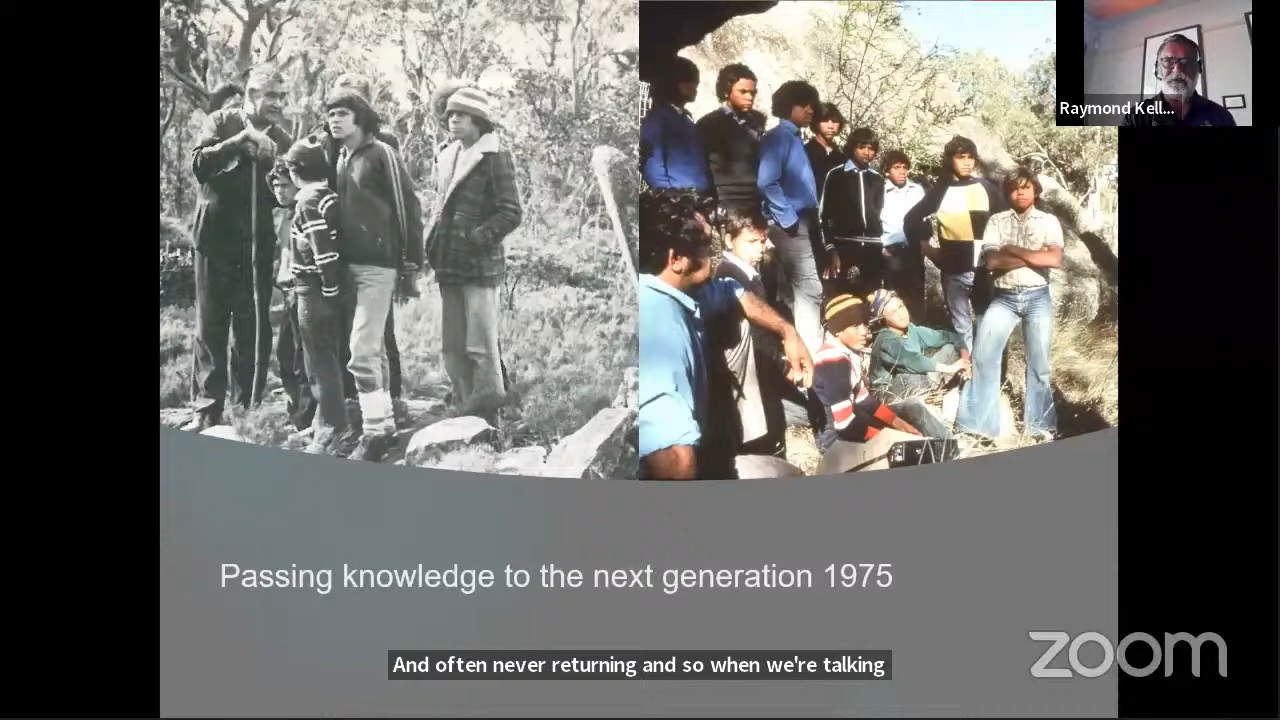 Raymond Kell...
Passing knowledge to the next generation 1975
And often never returning and so when we're talking
zoom